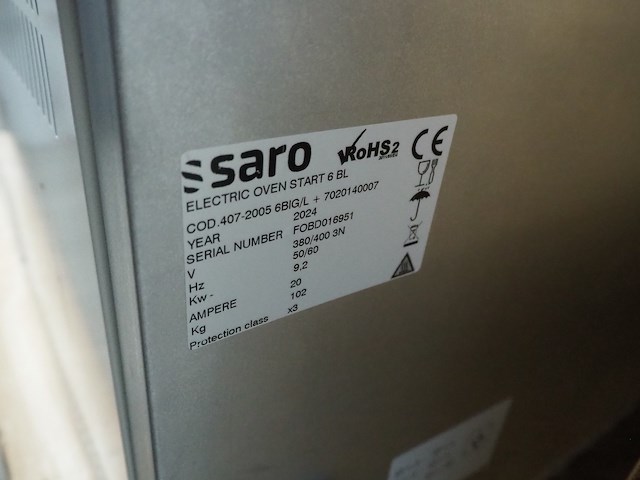 saro
RoHS2
CE
ELECTRIC OVEN START 6 BL
COD.407-2005 6BIG/L + 7020140007
YEAR 2024
SERIAL NUMBER FOBD016951
V 380/400 3N
Hz 50/60
Kw - 9,2
AMPERE 20
Kg 102
Protection class x3